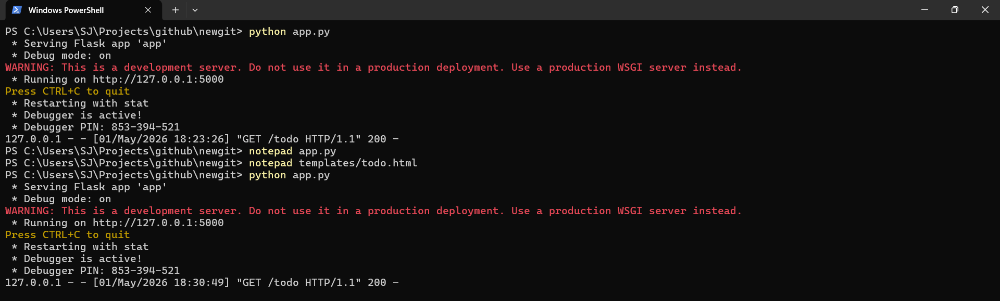 Windows PowerShell
PS C:\Users\SJ\Projects\github\newgit> python app.py
 * Serving Flask app 'app'
 * Debug mode: on
WARNING: This is a development server. Do not use it in a production deployment. Use a production WSGI server instead.
 * Running on http://127.0.0.1:5000
Press CTRL+C to quit
 * Restarting with stat
 * Debugger is active!
 * Debugger PIN: 853-394-521
127.0.0.1 - - [01/May/2026 18:23:26] "GET /todo HTTP/1.1" 200 -
PS C:\Users\SJ\Projects\github\newgit> notepad app.py
PS C:\Users\SJ\Projects\github\newgit> notepad templates/todo.html
PS C:\Users\SJ\Projects\github\newgit> python app.py
 * Serving Flask app 'app'
 * Debug mode: on
WARNING: This is a development server. Do not use it in a production deployment. Use a production WSGI server instead.
 * Running on http://127.0.0.1:5000
Press CTRL+C to quit
 * Restarting with stat
 * Debugger is active!
 * Debugger PIN: 853-394-521
127.0.0.1 - - [01/May/2026 18:30:49] "GET /todo HTTP/1.1" 200 -